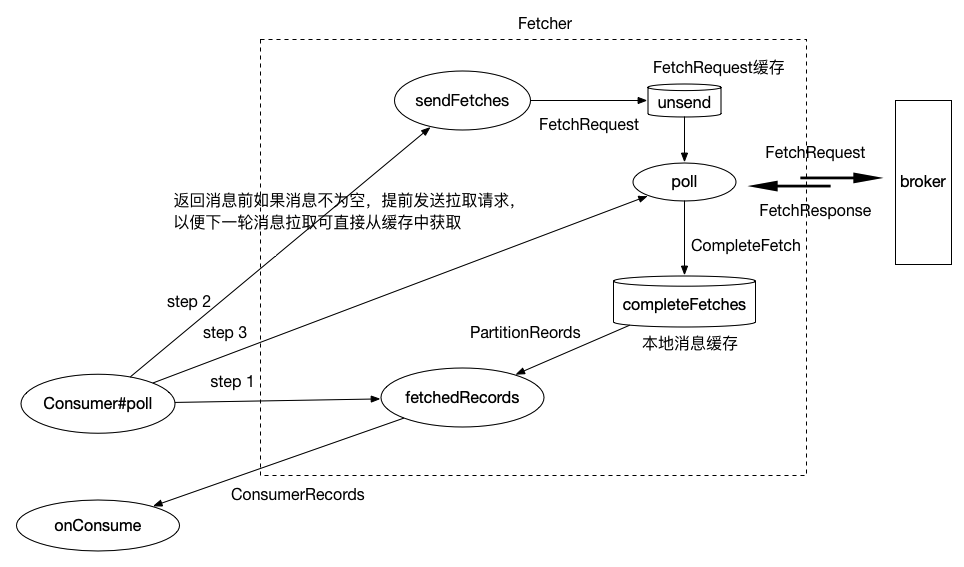 Fetcher
FetchRequest缓存
sendFetches
unsend
FetchRequest
FetchRequest
poll
broker
返回消息前如果消息不为空，提前发送拉取请求，
以便下一轮消息拉取可直接从缓存中获取
FetchResponse
CompleteFetch
step 2
completeFetches
step 3
PartitionReords
本地消息缓存
step 1
Consumer#poll
fetchedRecords
ConsumerRecords
onConsume